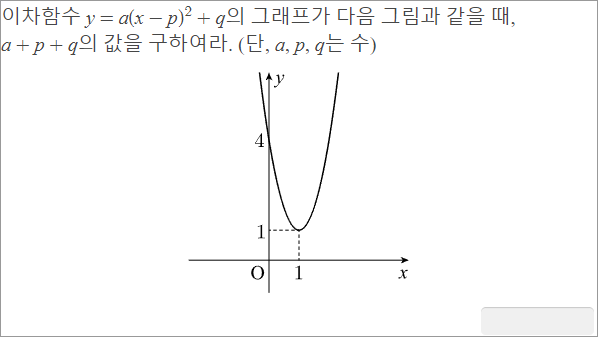 이차함수 y = a(x − p)² + q의 그래프가 다음 그림과 같을 때,
a + p + q의 값을 구하여라. (단, a, p, q는 수)
y
4
1
O 1 x